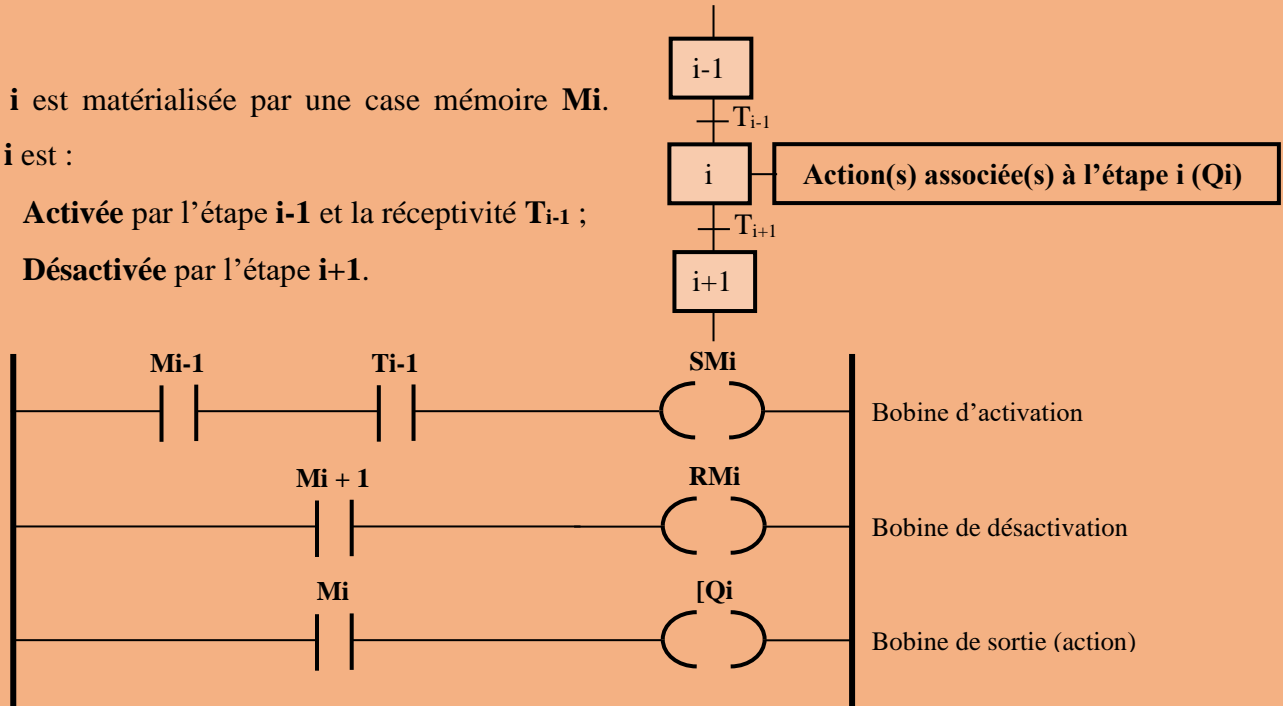 i-1
i est matérialisée par une case mémoire Mi.
Ti-1
i est :
i
Action(s) associée(s) à l’étape i (Qi)
Activée par l’étape i-1 et la réceptivité Ti-1 ;
Ti+1
Désactivée par l’étape i+1.
i+1
Mi-1
Ti-1
SMi
Bobine d’activation
Mi + 1
RMi
Bobine de désactivation
Mi
[Qi
Bobine de sortie (action)